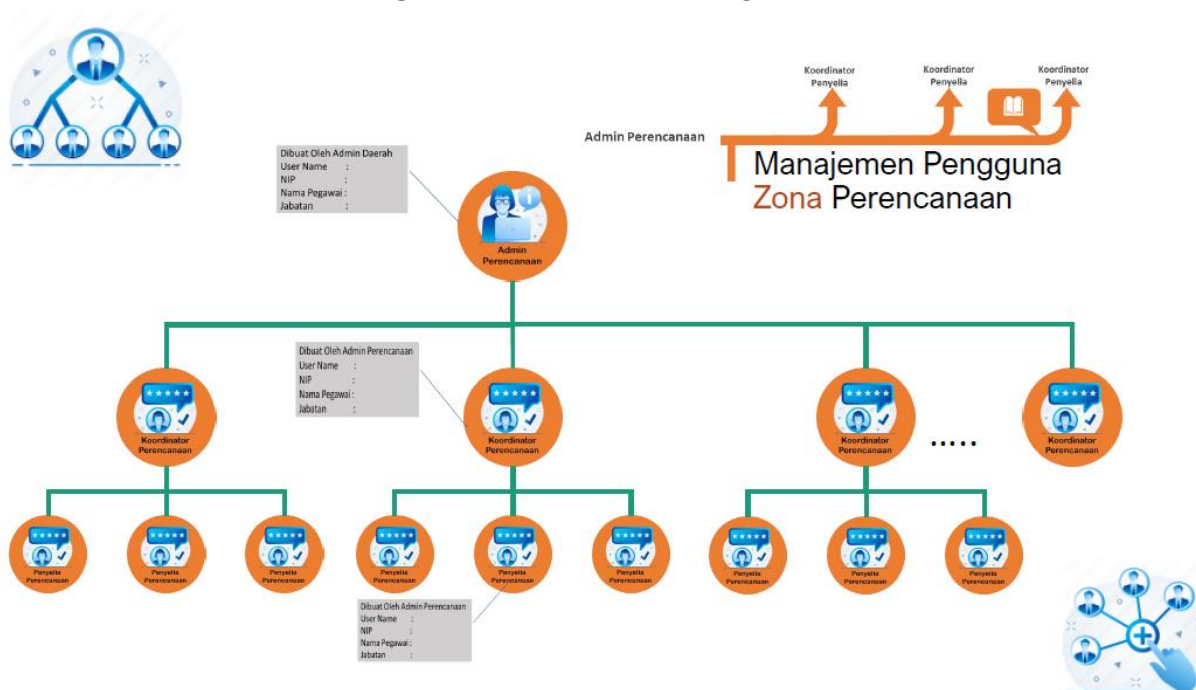 Koordinator
Penyelia
Koordinator
Penyelia
Koordinator
Penyelia
Admin Perencanaan
Manajemen Pengguna
Zona Perencanaan
Dibuat Oleh Admin Daerah
User Name :
NIP :
Nama Pegawai :
Jabatan :
Admin
Perencanaan
Dibuat Oleh Admin Perencanaan
User Name :
NIP :
Nama Pegawai :
Jabatan :
Koordinator
Perencanaan
Koordinator
Perencanaan
Koordinator
Perencanaan
.....
Koordinator
Perencanaan
Penyelia
Perencanaan
Penyelia
Perencanaan
Penyelia
Perencanaan
Penyelia
Perencanaan
Penyelia
Perencanaan
Penyelia
Perencanaan
Penyelia
Perencanaan
Penyelia
Perencanaan
Penyelia
Perencanaan
Dibuat Oleh Admin Perencanaan
User Name :
NIP :
Nama Pegawai :
Jabatan :